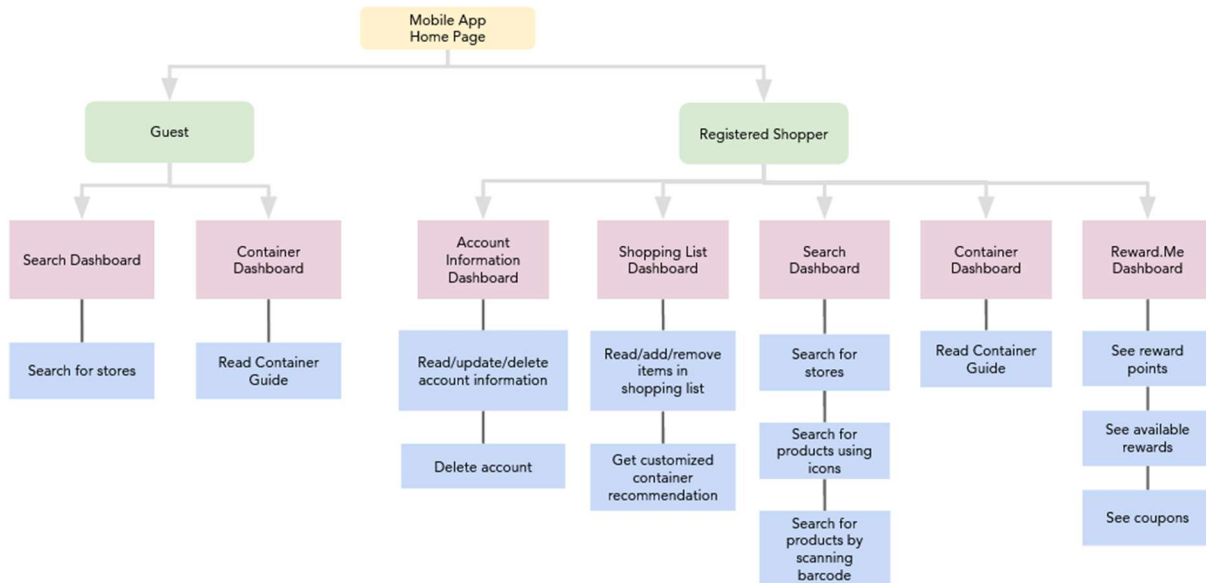 Mobile App
Home Page
Guest
Registered Shopper
Search Dashboard
Container
Dashboard
Account
Information
Dashboard
Shopping List
Dashboard
Search
Dashboard
Container
Dashboard
Reward.Me
Dashboard
Search for stores
Read Container
Guide
Read/update/delete
account information
Read/add/remove
items in
shopping list
Search for
stores
Read Container
Guide
See reward
points
Delete account
Get customized
container
recommendation
Search for
products using
icons
See available
rewards
Search for
products by
scanning
barcode
See coupons